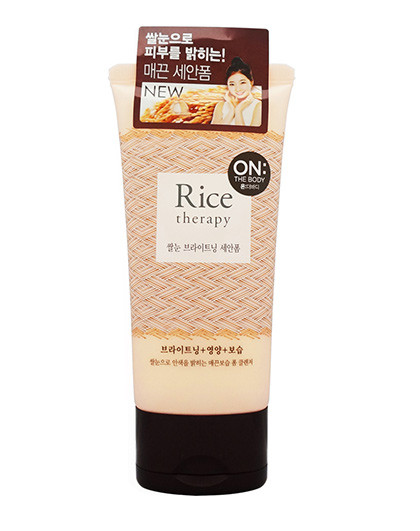 쌀눈으로
피부를 밝히는!
매끈 세안폼
NEW
ON:
THE BODY
온:더바디
Rice
therapy
쌀눈 브라이트닝 세안폼
브라이트닝+영양+보습
쌀눈으로 안색을 밝히는 매끈보습 폼 클렌저